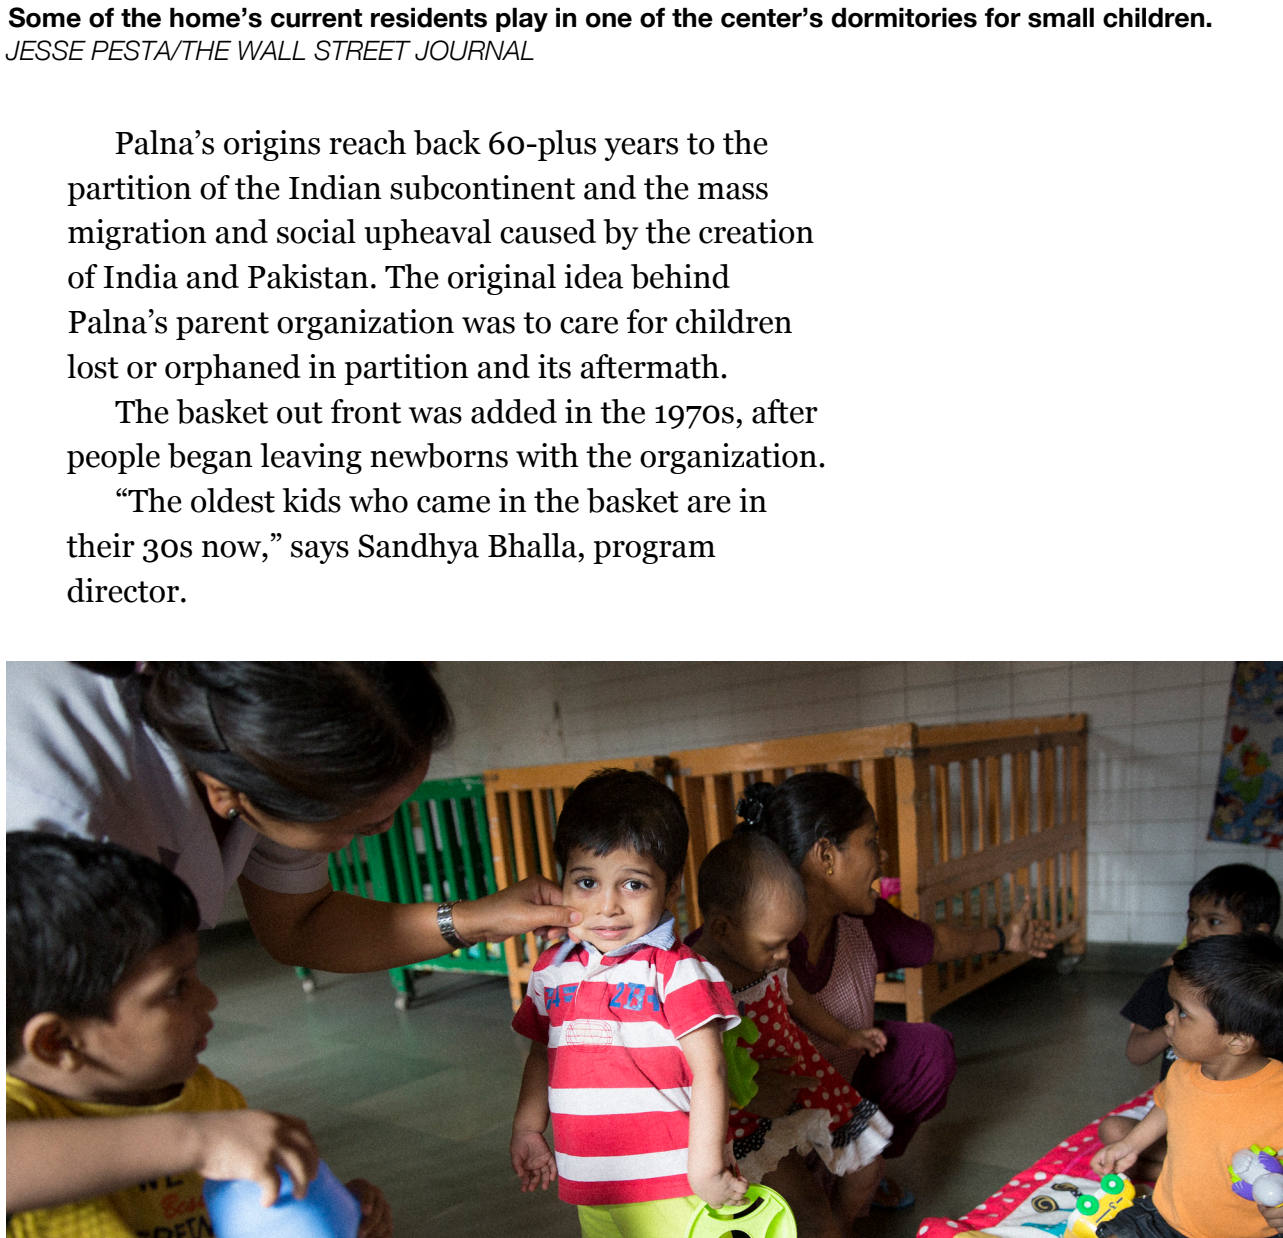 Some of the home’s current residents play in one of the center’s dormitories for small children.
JESSE PESTA/THE WALL STREET JOURNAL
Palna’s origins reach back 60-plus years to the
partition of the Indian subcontinent and the mass
migration and social upheaval caused by the creation
of India and Pakistan. The original idea behind
Palna’s parent organization was to care for children
lost or orphaned in partition and its aftermath.
The basket out front was added in the 1970s, after
people began leaving newborns with the organization.
“The oldest kids who came in the basket are in
their 30s now,” says Sandhya Bhalla, program
director.